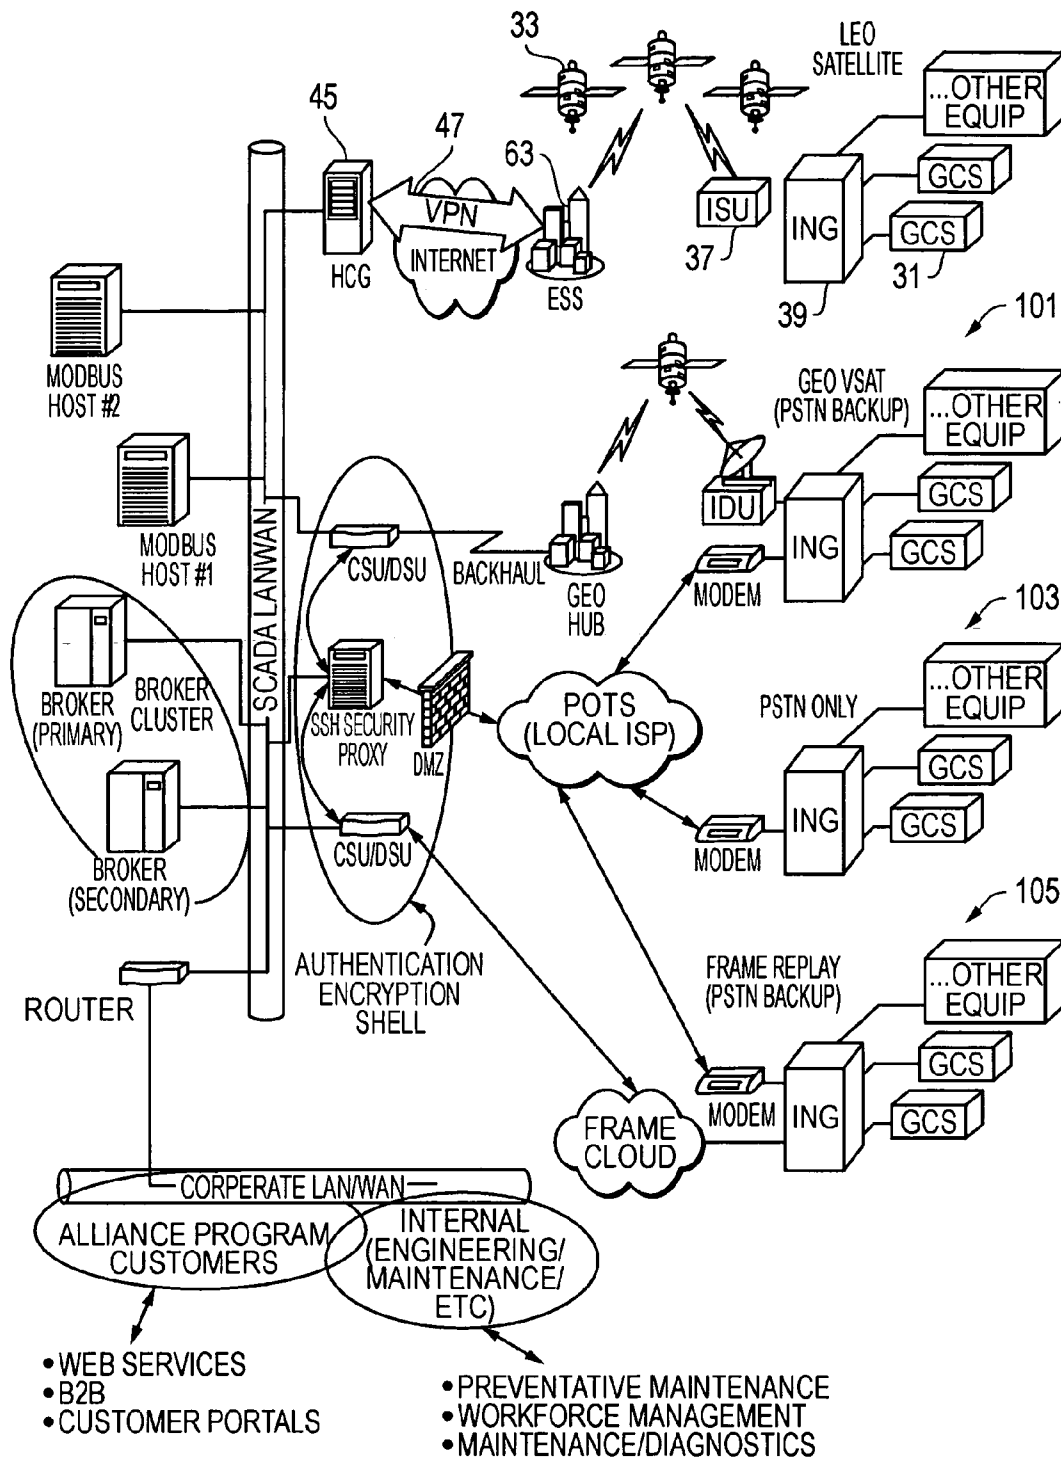 33
LEO
SATELLITE
...OTHER
EQUIP
45
47
63
GCS
ISU
ING
GCS
VPN
INTERNET
HCG
ESS
37
39
31
101
MODBUS
HOST #2
GEO VSAT
(PSTN BACKUP)
...OTHER
EQUIP
IDU
GCS
ING
GCS
MODBUS
HOST #1
SCADA LANWAN
CSU/DSU
BACKHAUL
GEO
HUB
MODEM
103
BROKER
(PRIMARY)
BROKER
CLUSTER
SSH SECURITY
PROXY
DMZ
POTS
(LOCAL ISP)
PSTN ONLY
...OTHER
EQUIP
GCS
ING
GCS
MODEM
BROKER
(SECONDARY)
CSU/DSU
105
ROUTER
AUTHENTICATION
ENCRYPTION
SHELL
FRAME REPLAY
(PSTN BACKUP)
...OTHER
EQUIP
GCS
ING
GCS
MODEM
FRAME
CLOUD
CORPERATE LAN/WAN
ALLIANCE PROGRAM
CUSTOMERS
INTERNAL
(ENGINEERING/
MAINTENANCE/
ETC)
•WEB SERVICES
•B2B
•CUSTOMER PORTALS
•PREVENTATIVE MAINTENANCE
•WORKFORCE MANAGEMENT
•MAINTENANCE/DIAGNOSTICS